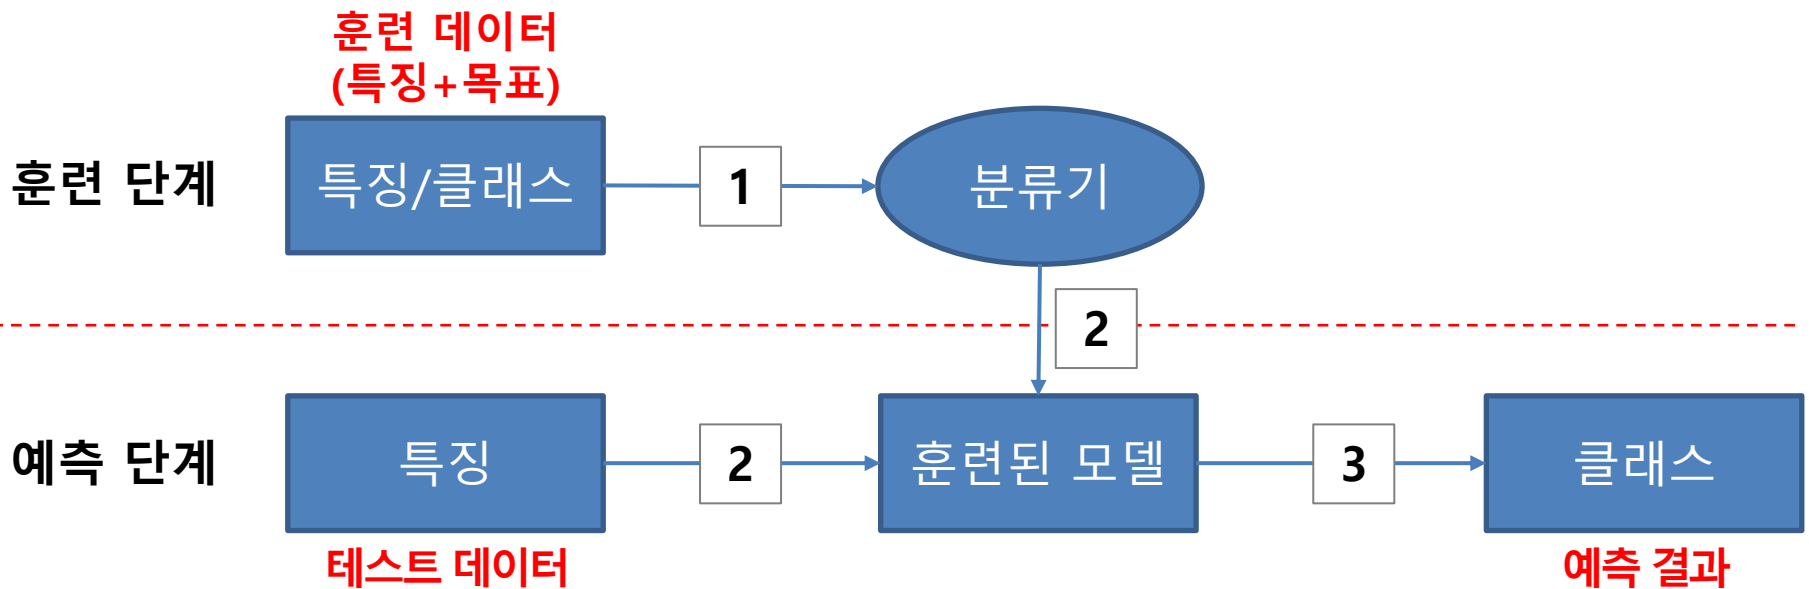 훈련 데이터
(특징+목표)
훈련 단계
특징/클래스
1
분류기
2
예측 단계
특징
2
훈련된 모델
3
클래스
테스트 데이터
예측 결과